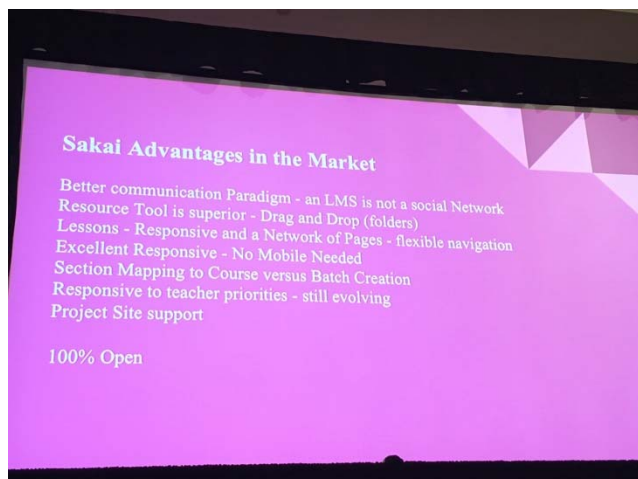 Sakai Advantages in the Market
Better communication Paradigm - an LMS is not a social Network
Resource Tool is superior - Drag and Drop (folders)
Lessons - Responsive and a Network of Pages - flexible navigation
Excellent Responsive - No Mobile Needed
Section Mapping to Course versus Batch Creation
Responsive to teacher priorities - still evolving
Project Site support
100% Open